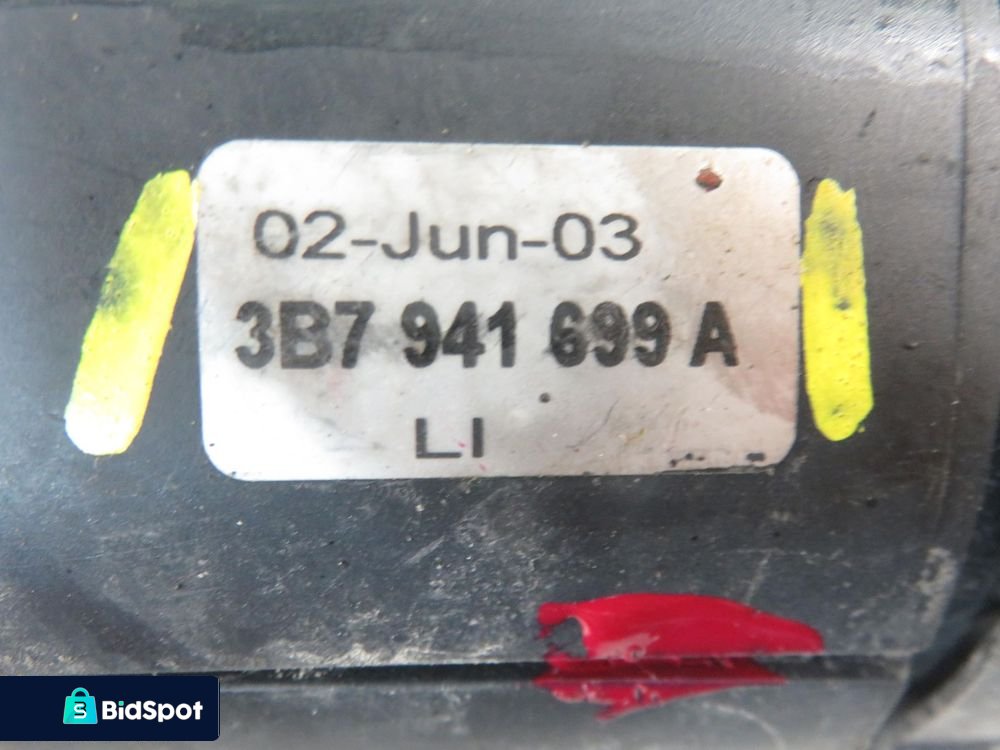 02-Jun-03
3B7 941 699 A
LI
BidSpot